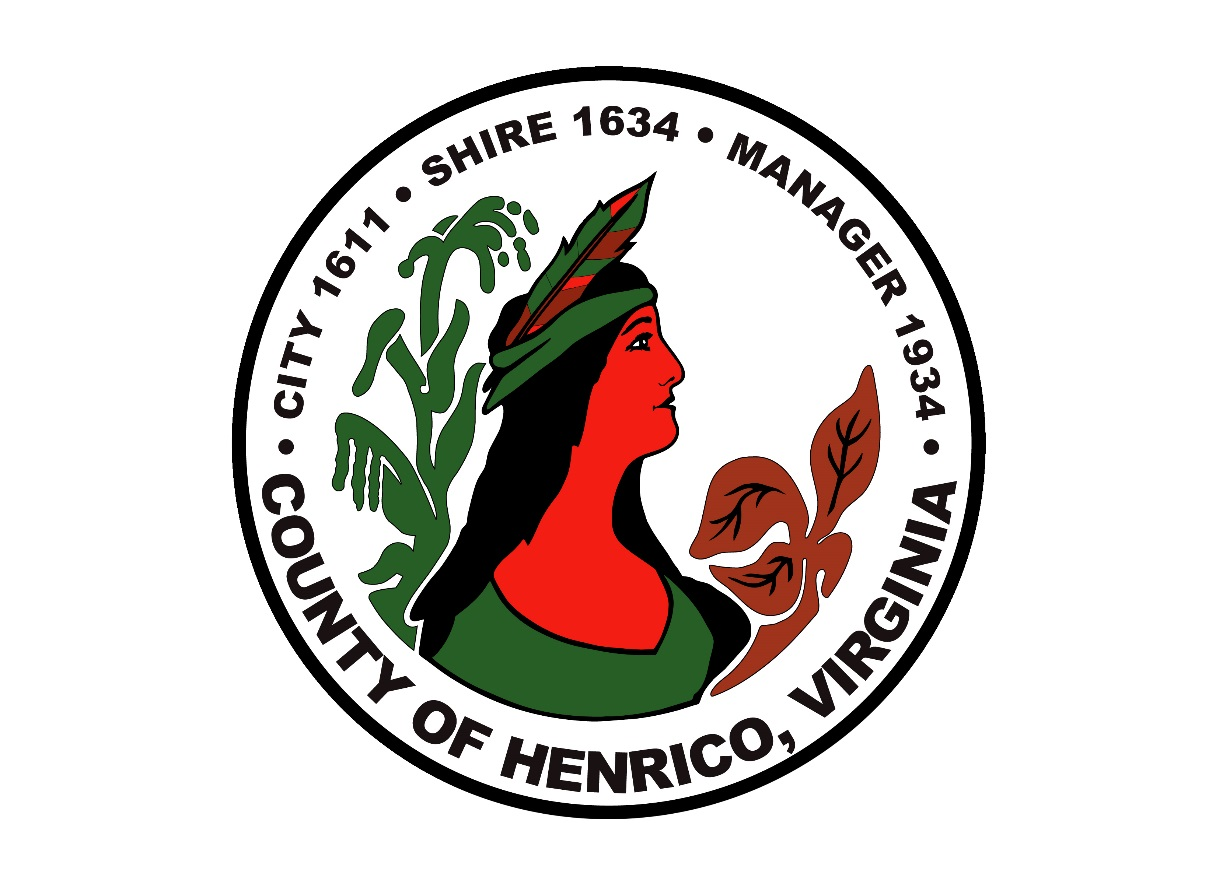 • CITY 1611 • SHIRE 1634 • MANAGER 1934 •
COUNTY OF HENRICO, VIRGINIA